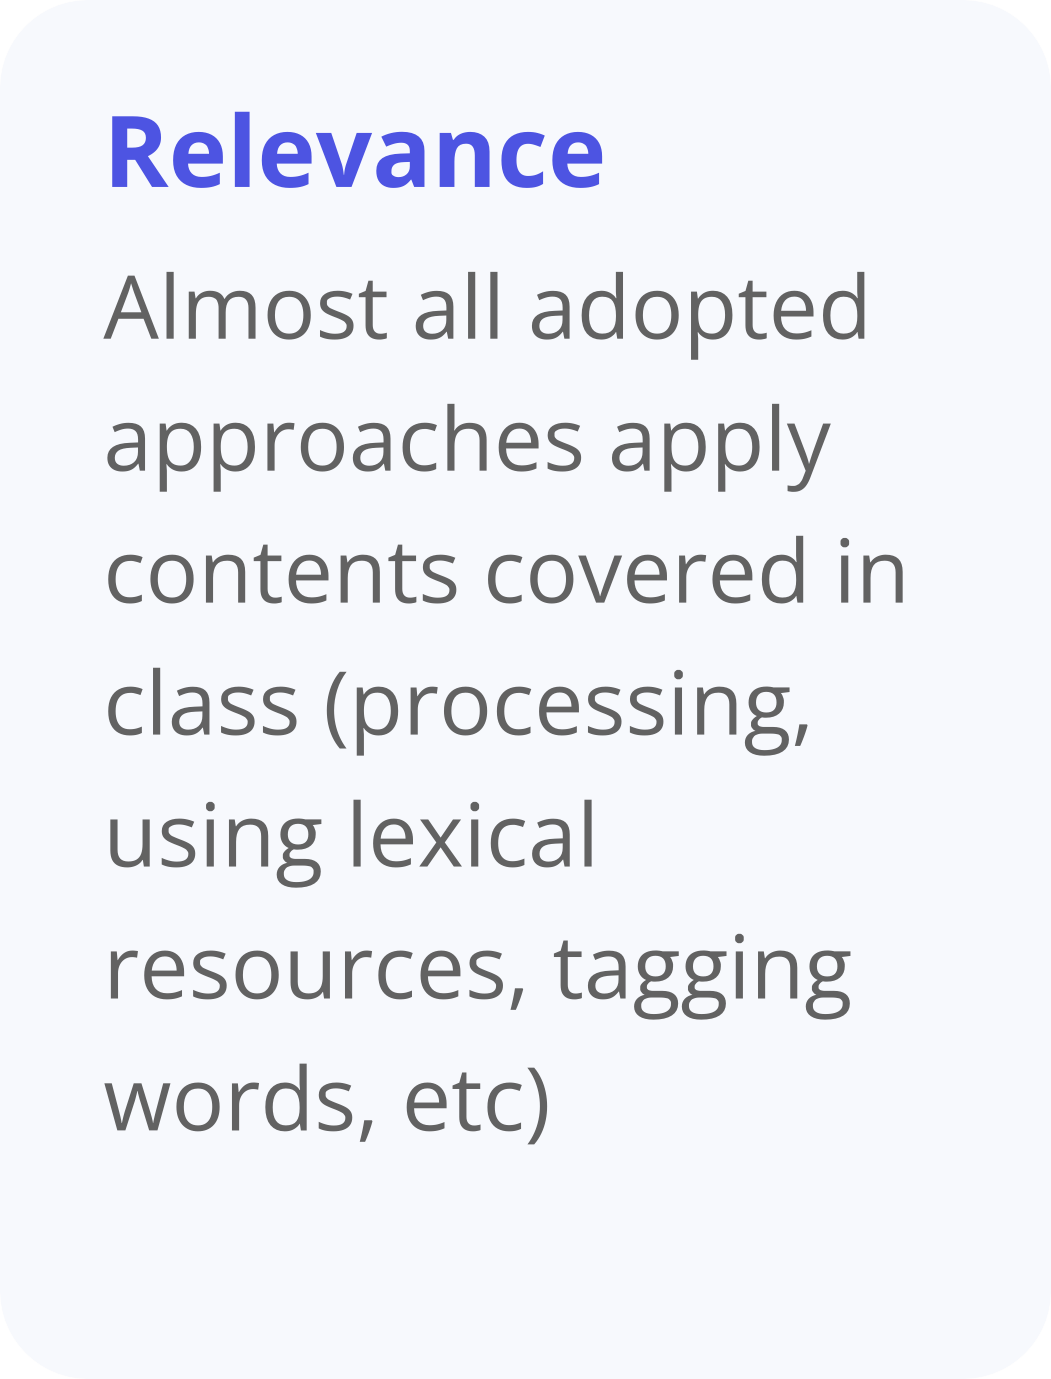 Relevance
Almost all adopted
approaches apply
contents covered in
class (processing,
using lexical
resources, tagging
words, etc)